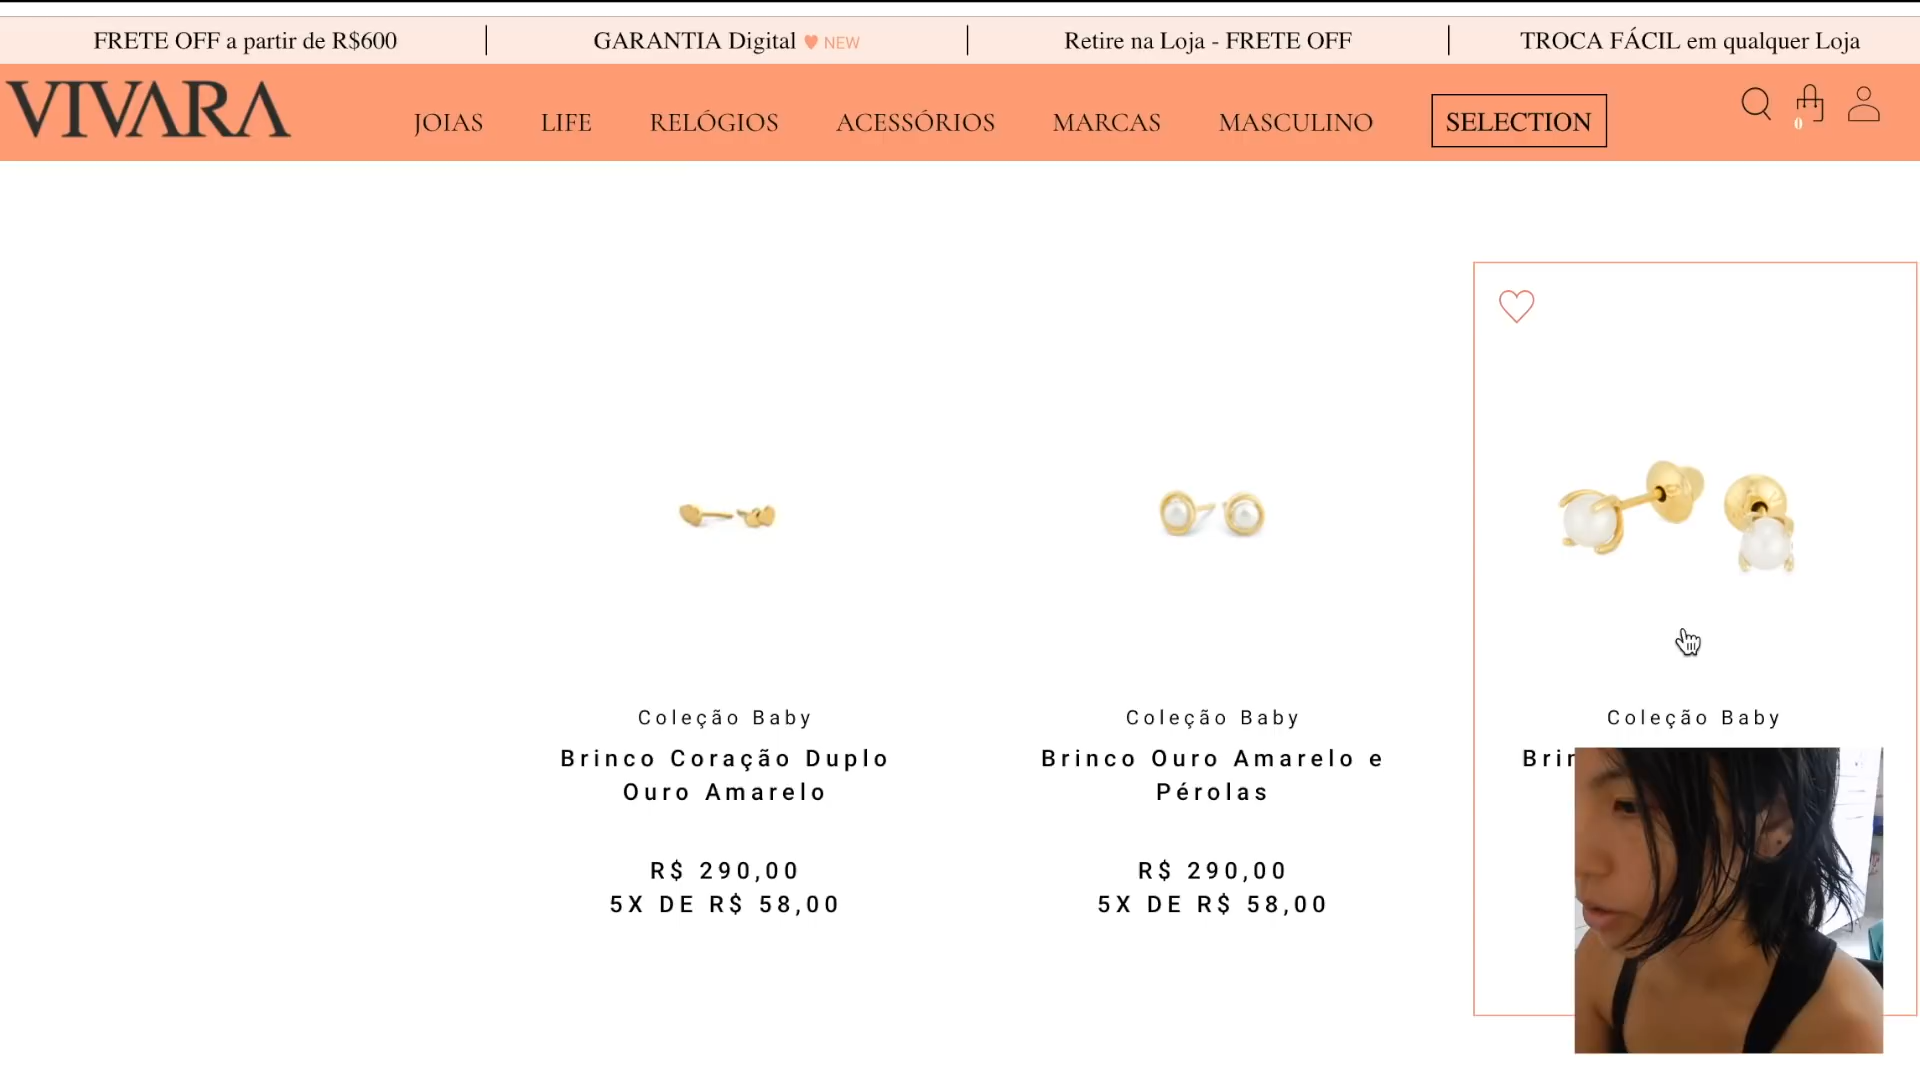 FRETE OFF a partir de R$600
GARANTIA Digital NEW
Retire na Loja - FRETE OFF
TROCA FÁCIL em qualquer Loja
VIVARA
JOIAS
LIFE
RELÓGIOS
ACESSÓRIOS
MARCAS
MASCULINO
SELECTION
0
Coleção Baby
Brinco Coração Duplo
Ouro Amarelo
R$ 290,00
5X DE R$ 58,00
Coleção Baby
Brinco Ouro Amarelo e
Pérolas
R$ 290,00
5X DE R$ 58,00
Coleção Baby